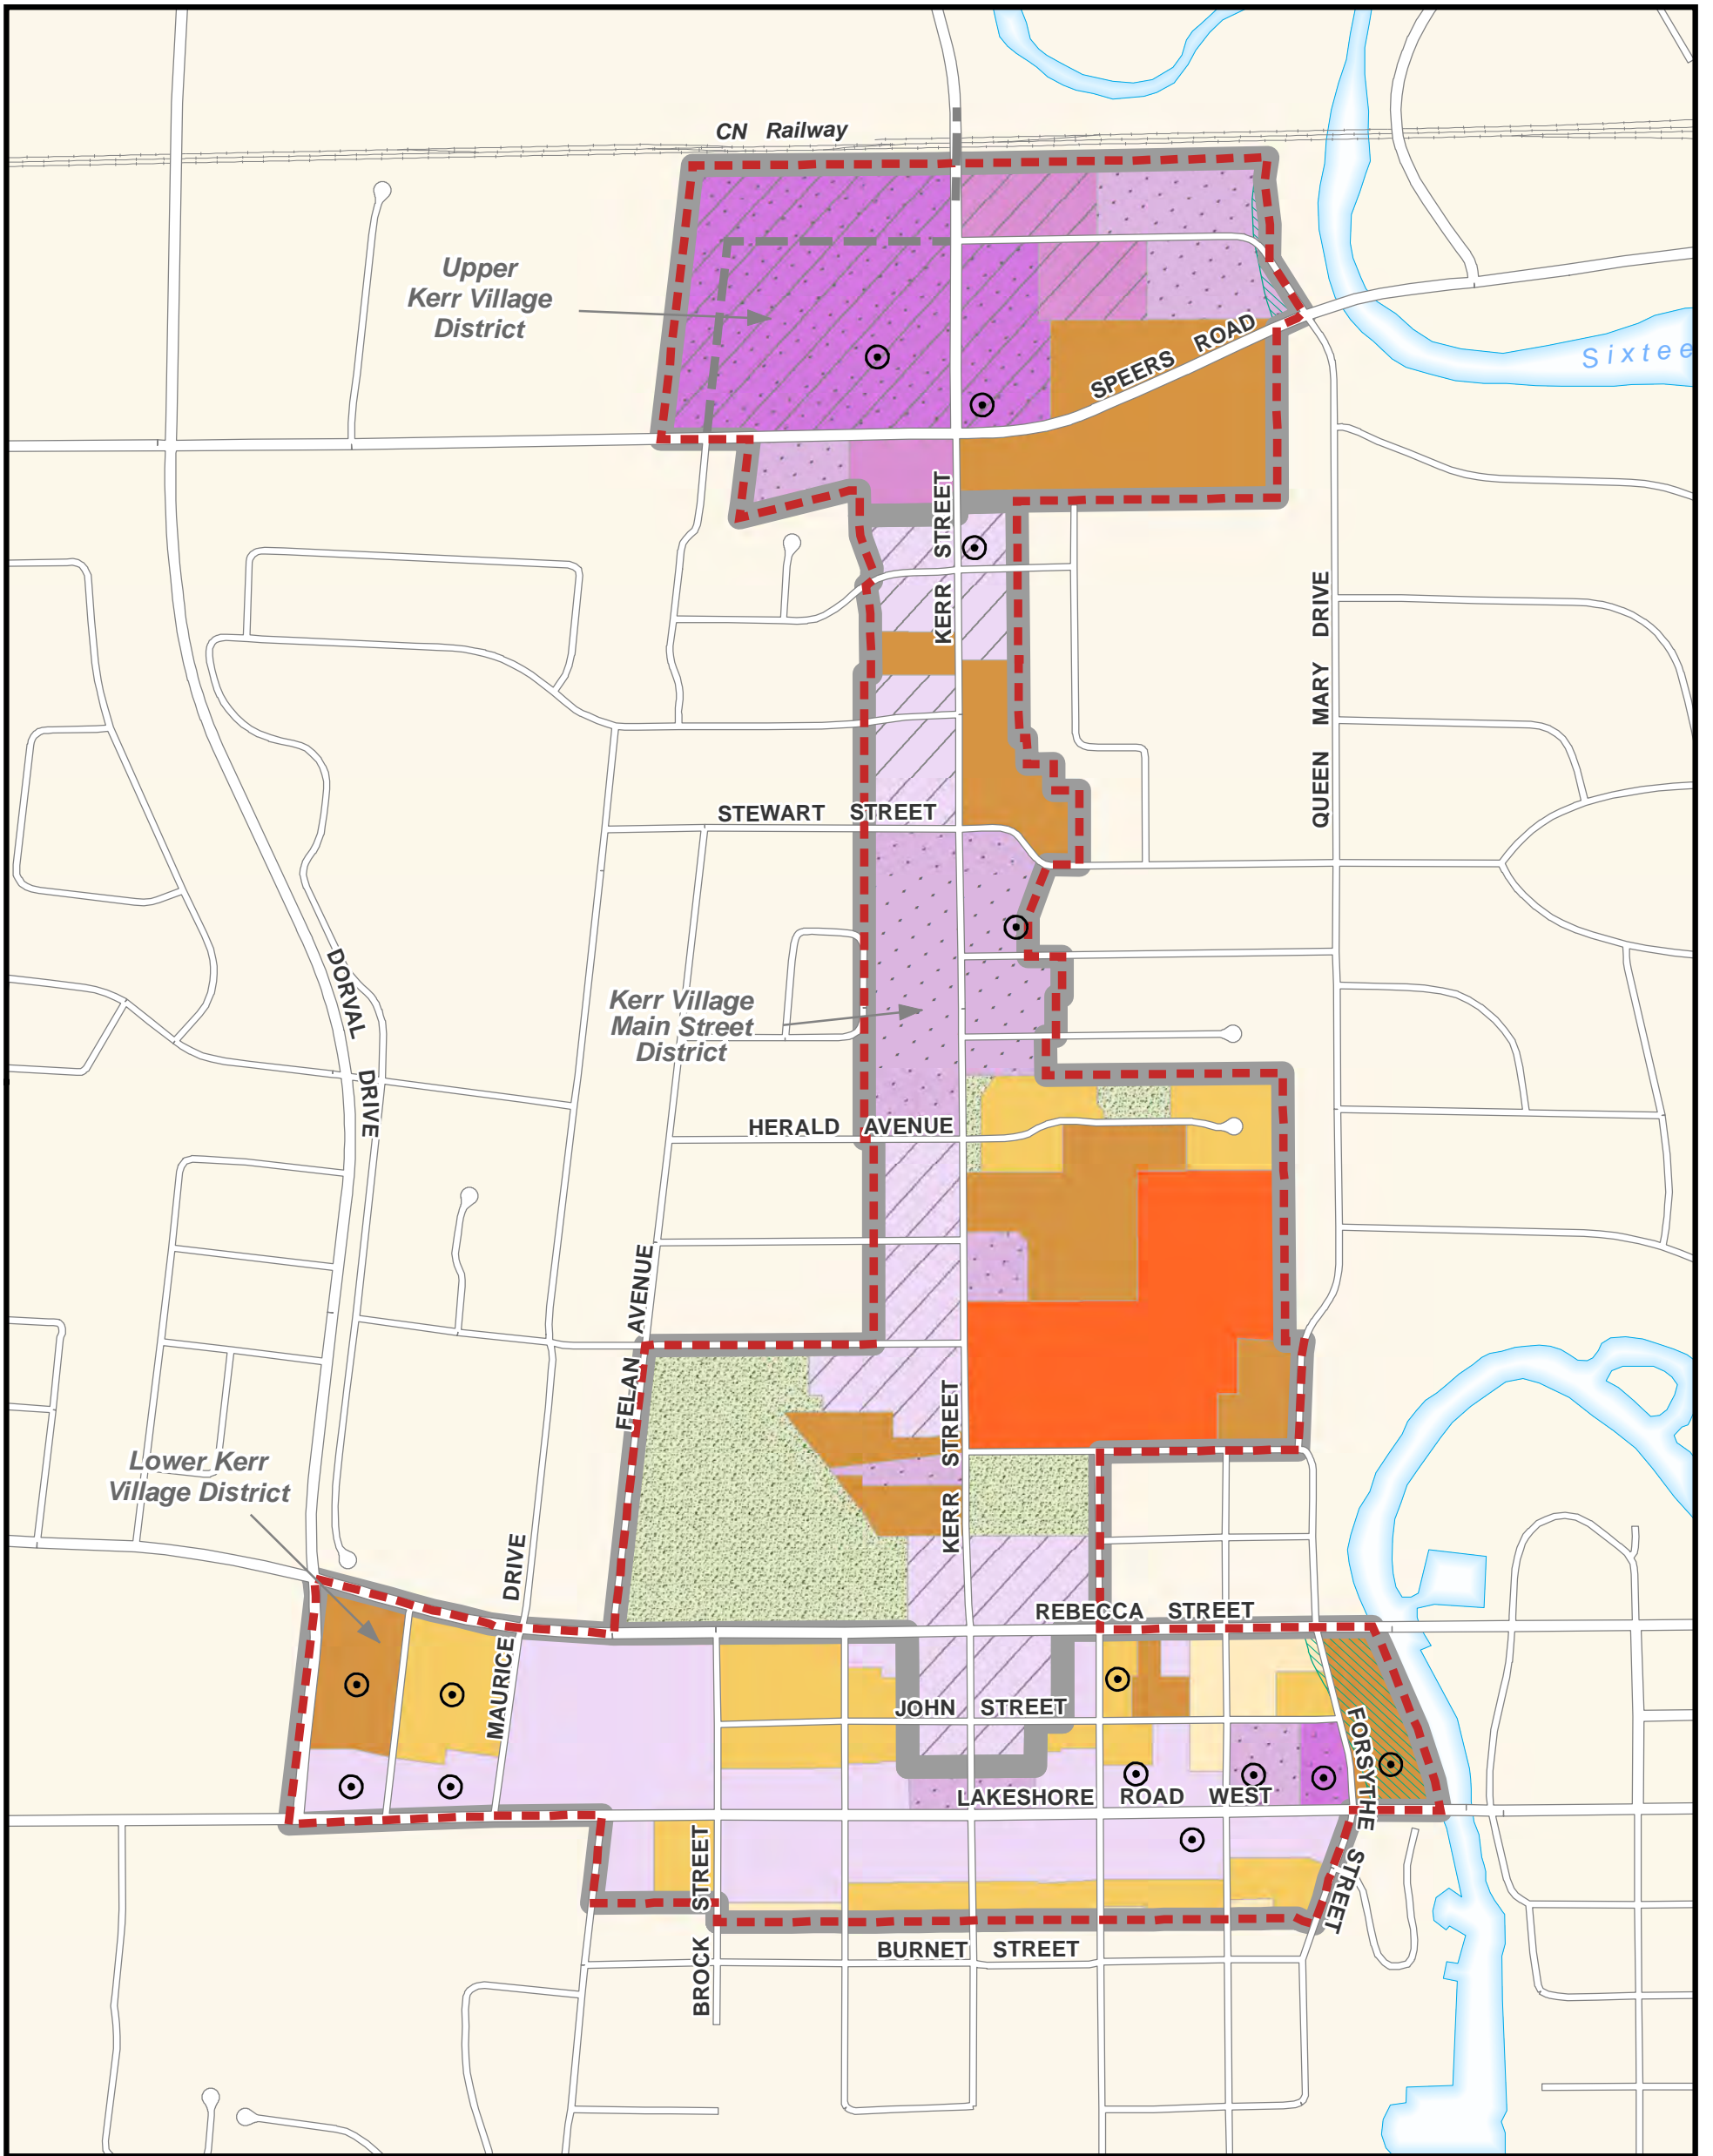 CN Railway
Upper
Kerr Village
District
Sixtee
SPEERS ROAD
KERR STREET
QUEEN MARY DRIVE
STEWART STREET
DORVAL DRIVE
Kerr Village
Main Street
District
HERALD AVENUE
FELAN AVENUE
KERR STREET
Lower Kerr
Village District
MAURICE DRIVE
REBECCA STREET
JOHN STREET
FORSYTHE STREET
LAKESHORE ROAD WEST
BROCK STREET
BURNET STREET